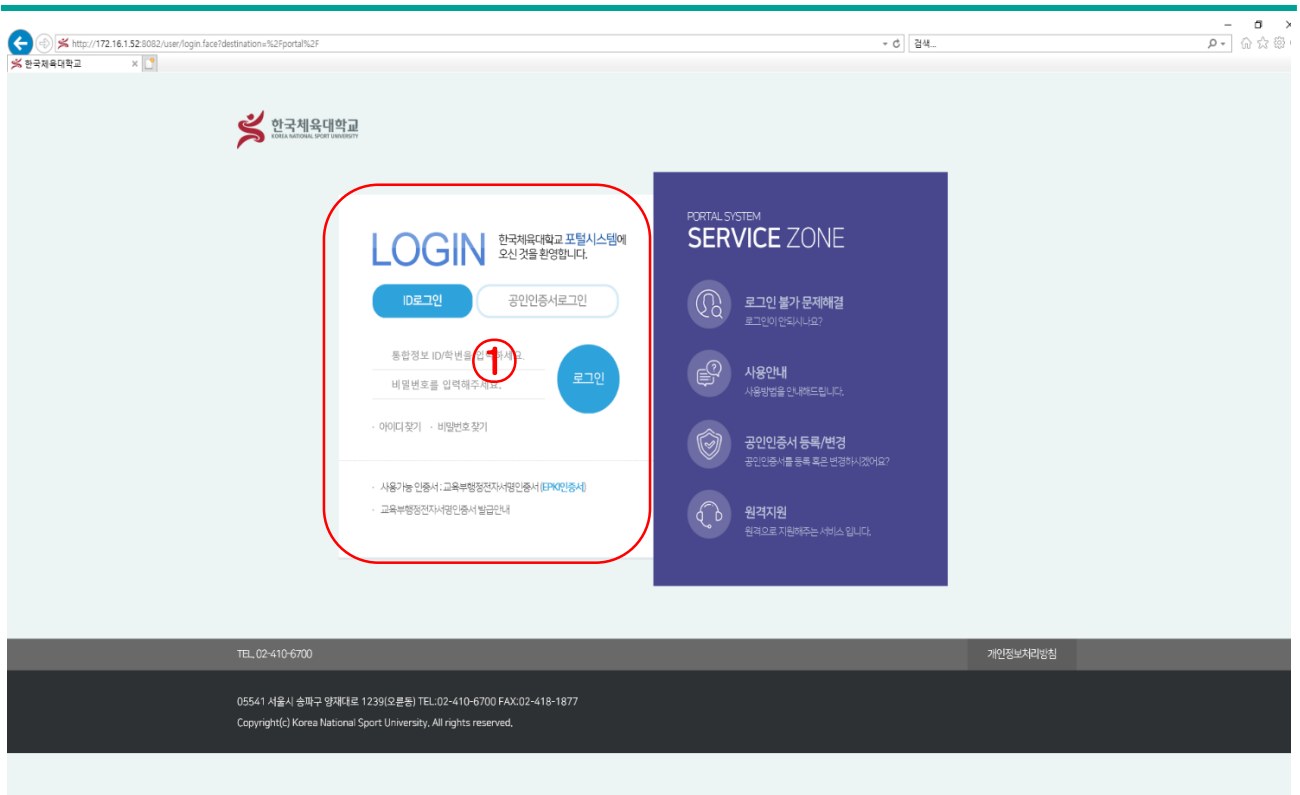 http://172.16.1.52:8082/user/login.face?destination=%2Fportal%2F
검색...
한국체육대학교
한국체육대학교
KOREA NATIONAL SPORT UNIVERSITY
LOGIN
한국체육대학교 포털시스템에
오신 것을 환영합니다.
ID로그인
공인인증서로그인
통합정보 ID/학번을 입력하세요.
①
비밀번호를 입력해주세요.
로그인
· 아이디 찾기 · 비밀번호 찾기
· 사용가능 인증서 : 교육부행정전자서명인증서 (EPKI인증서)
· 교육부행정전자서명인증서 발급안내
PORTAL SYSTEM
SERVICE ZONE
로그인 불가 문제해결
로그인이 안되시나요?
사용안내
사용방법을 안내해드립니다.
공인인증서 등록/변경
공인인증서를 등록 혹은 변경하시겠어요?
원격지원
원격으로 지원해주는 서비스 입니다.
TEL. 02-410-6700
개인정보처리방침
05541 서울시 송파구 양재대로 1239(오륜동) TEL:02-410-6700 FAX:02-418-1877
Copyright(c) Korea National Sport University. All rights reserved.